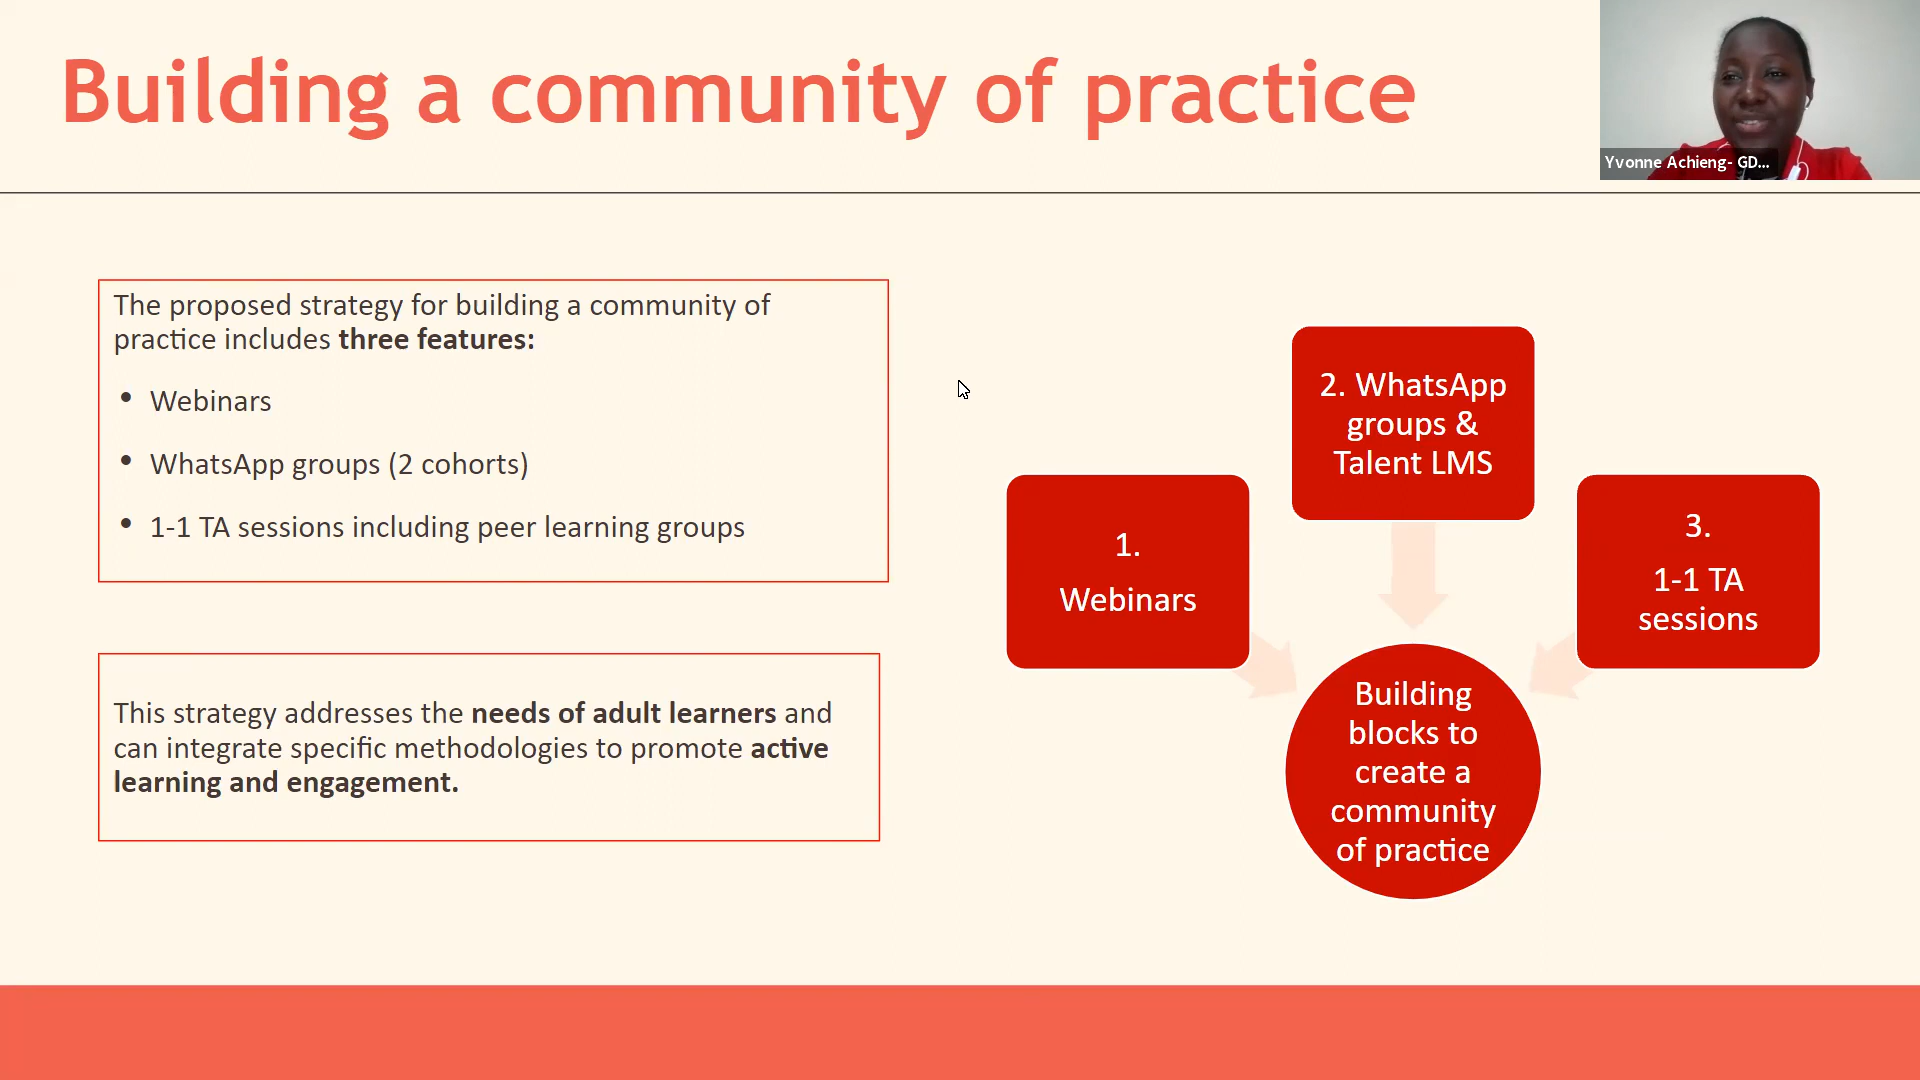 Building a community of practice
Yvonne Achieng- GD...
The proposed strategy for building a community of
practice includes three features:
• Webinars
• WhatsApp groups (2 cohorts)
• 1-1 TA sessions including peer learning groups
This strategy addresses the needs of adult learners and
can integrate specific methodologies to promote active
learning and engagement.
1.
Webinars
2. WhatsApp
groups &
Talent LMS
3.
1-1 TA
sessions
Building
blocks to
create a
community
of practice